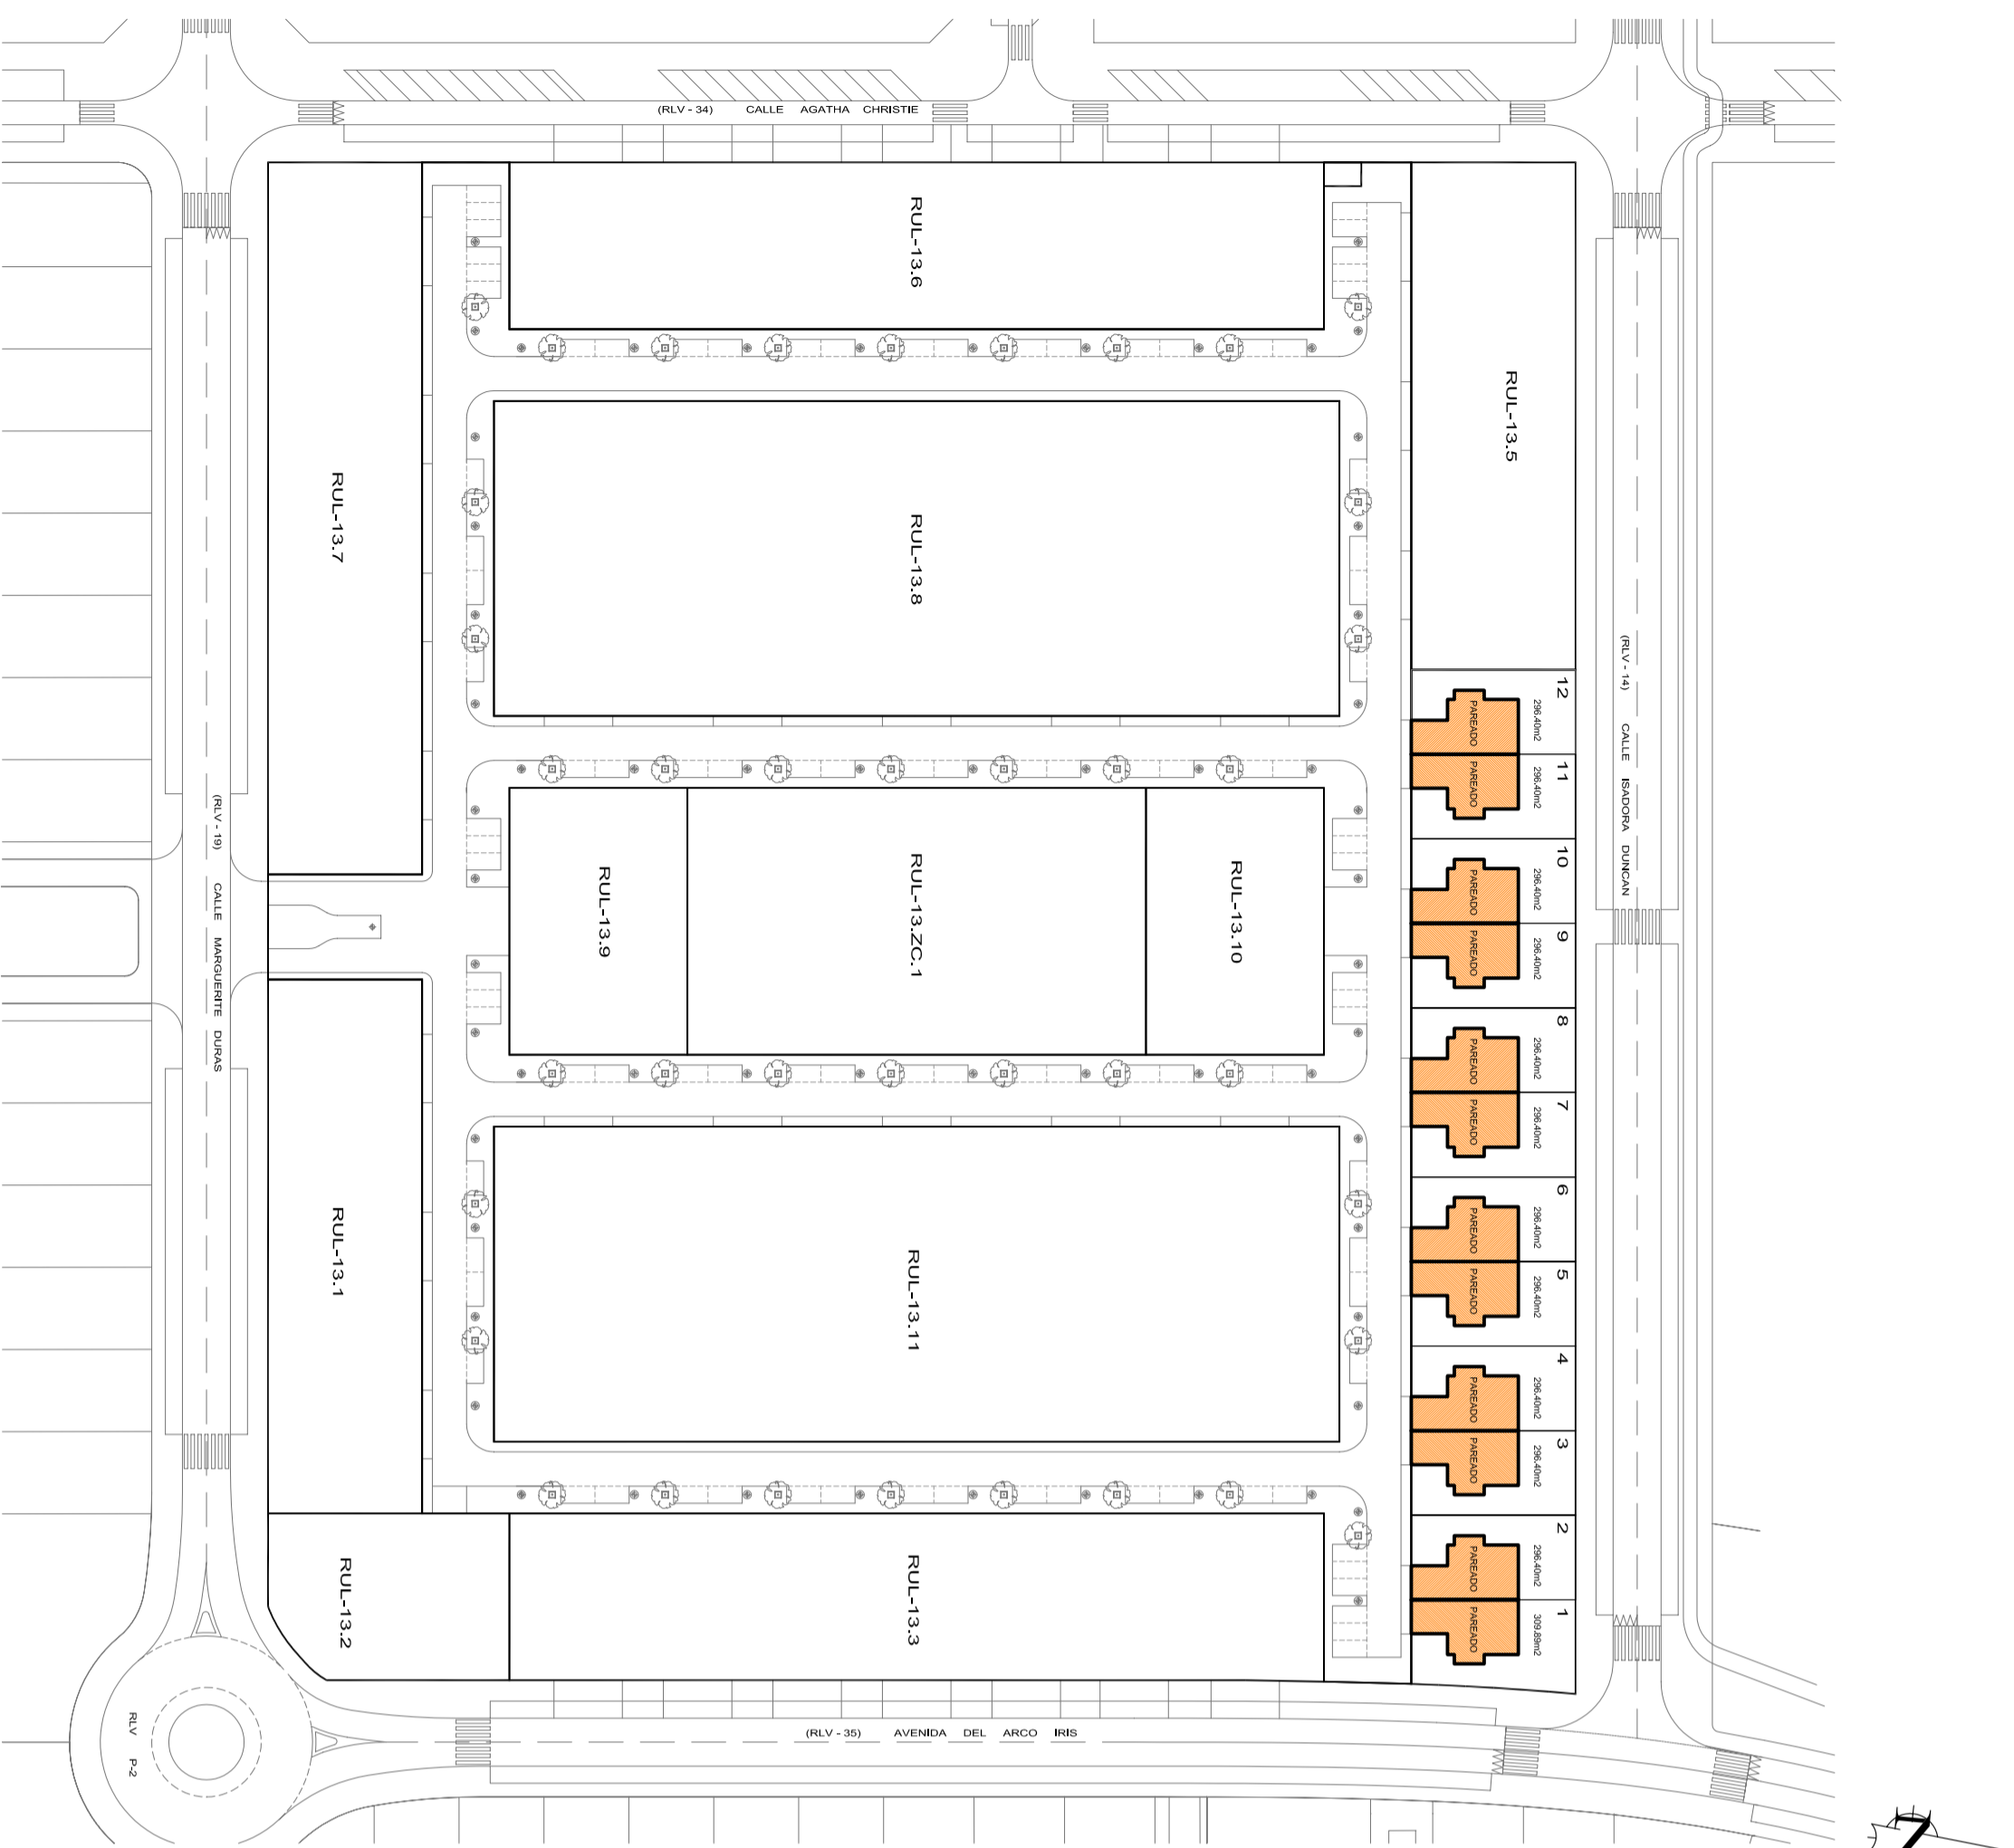 (RLV - 34) CALLE AGATHA CHRISTIE
RUL-13.6
RUL-13.5
RUL-13.7
RUL-13.8
(RLV - 14) CALLE ISADORA DUNCAN
12
296.40m2
PAREADO
11
296.40m2
PAREADO
10
296.40m2
PAREADO
9
296.40m2
PAREADO
8
296.40m2
PAREADO
7
296.40m2
PAREADO
6
296.40m2
PAREADO
5
296.40m2
PAREADO
4
296.40m2
PAREADO
3
296.40m2
PAREADO
2
296.40m2
PAREADO
1
309.89m2
PAREADO
(RLV - 19) CALLE MARGUERITE DURAS
RUL-13.9
RUL-13.ZC.1
RUL-13.10
RUL-13.1
RUL-13.11
RUL-13.2
RUL-13.3
RLV P-2
(RLV - 35) AVENIDA DEL ARCO IRIS